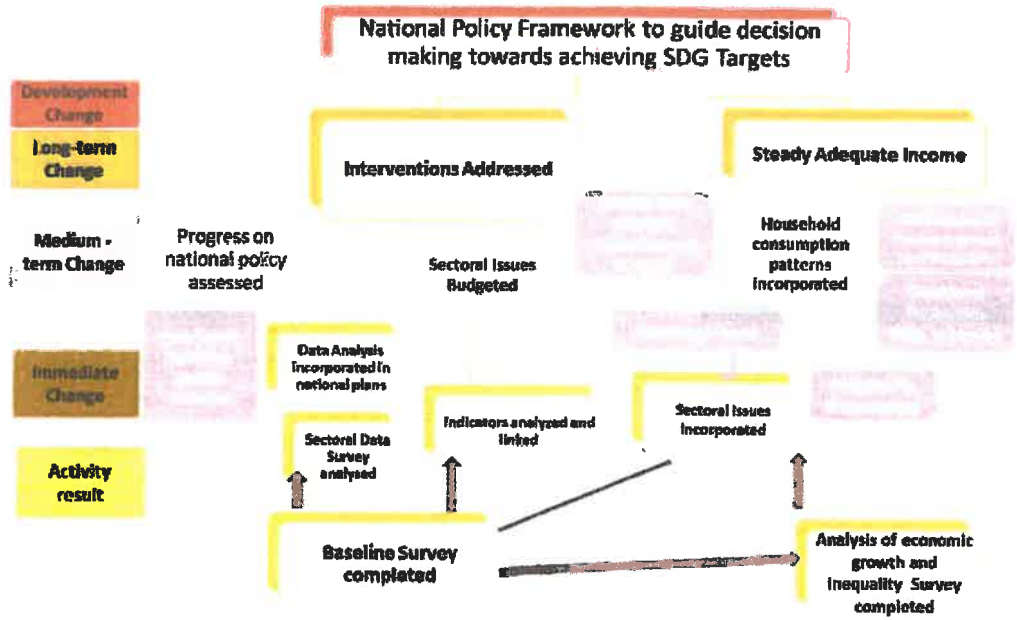 National Policy Framework to guide decision
making towards achieving SDG Targets
Development
Change
Long-term
Change
Interventions Addressed
Steady Adequate Income
Medium -
term Change
Progress on
national policy
assessed
Sectoral Issues
Budgeted
Household
consumption
patterns
incorporated
Immediate
Change
Data Analysis
incorporated in
national plans
Sectoral Data
Survey
analysed
Indicators analyzed and
linked
Sectoral Issues
incorporated
Activity
result
Baseline Survey
completed
Analysis of economic
growth and
inequality Survey
completed